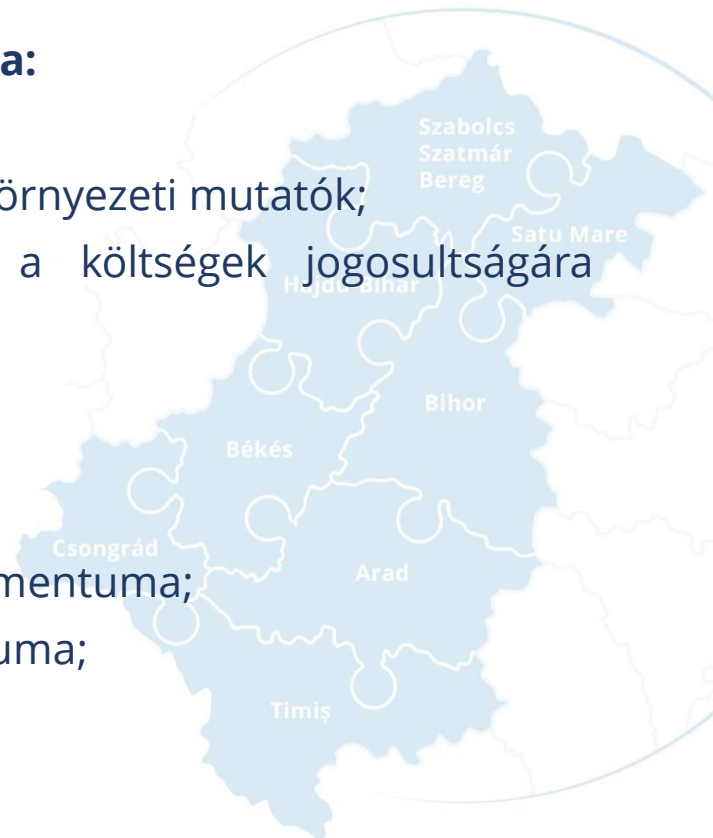 a:
Szabolcs
Szatmár
Bereg
örnyezeti mutatók;
Satu Mare
a költségek jogosultságára
Hajdú-Bihar
Bihor
Békés
Csongrád
Arad
mentuma;
uma;
Timiș